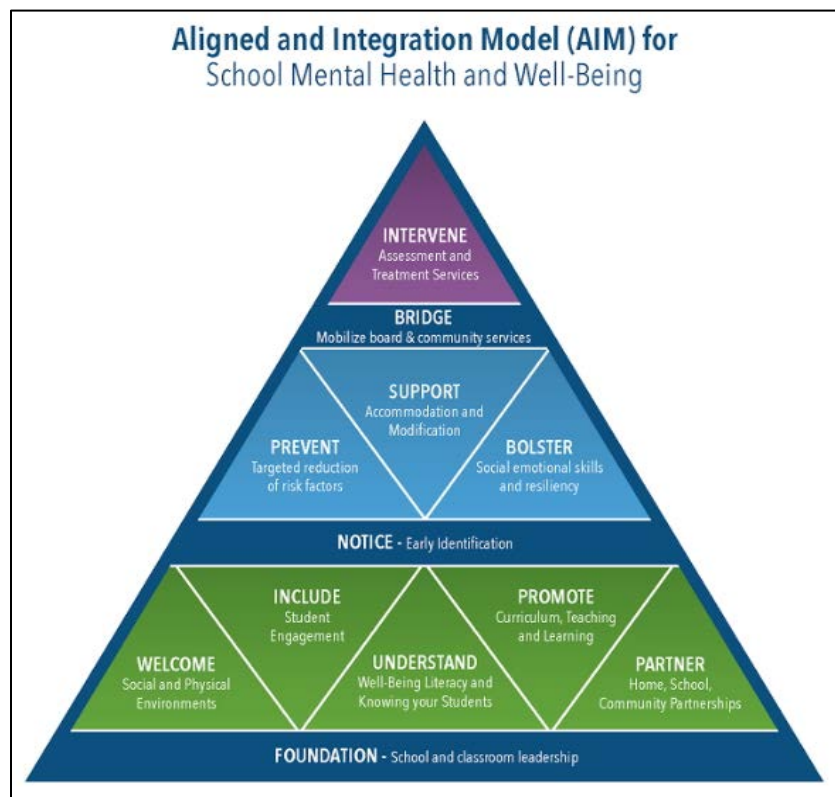 Aligned and Integration Model (AIM) for
School Mental Health and Well-Being
INTERVENE
Assessment and
Treatment Services
BRIDGE
Mobilize board & community services
SUPPORT
Accommodation and
Modification
PREVENT
Targeted reduction
of risk factors
BOLSTER
Social emotional skills
and resiliency
NOTICE - Early Identification
INCLUDE
Student
Engagement
PROMOTE
Curriculum, Teaching
and Learning
WELCOME
Social and Physical
Environments
UNDERSTAND
Well-Being Literacy and
Knowing your Students
PARTNER
Home, School,
Community Partnerships
FOUNDATION - School and classroom leadership